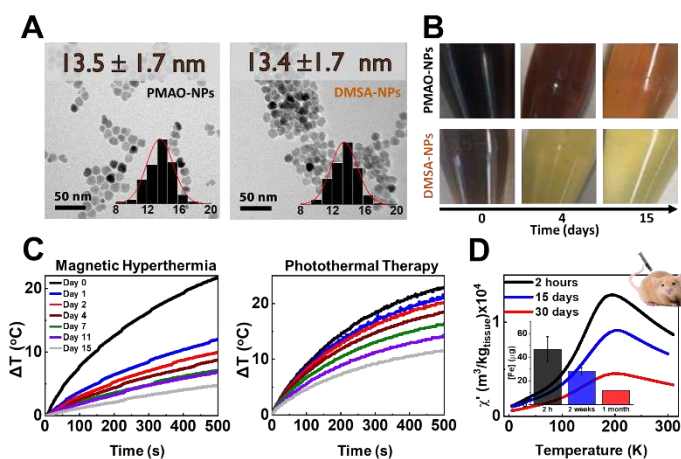 A
13.5 ± 1.7 nm
PMAO-NPs
50 nm
8 12 16 20
13.4 ±1.7 nm
DMSA-NPs
50 nm
8 12 16 20
B
PMAO-NPs
DMSA-NPs
0 4 15
Time (days)
C
Magnetic Hyperthermia
Day 0
Day 1
Day 2
Day 4
Day 7
Day 11
Day 15
ΔT (ºC)
20
10
0
0 100 200 300 400 500
Time (s)
Photothermal Therapy
ΔT (ºC)
20
10
0
0 100 200 300 400 500
Time (s)
D
2 hours
15 days
30 days
χ' (m³/kgtissue)x10⁴
1
0
[Fe] (µg)
60
40
20
0
2 h 2 weeks 1 month
0 100 200 300
Temperature (K)